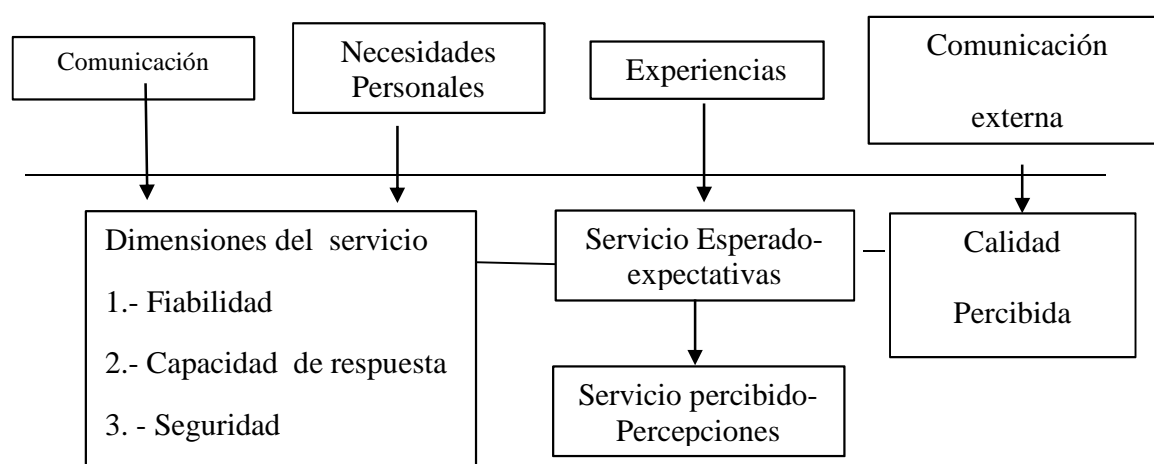 Comunicación
Necesidades
Personales
Experiencias
Comunicación
externa
Dimensiones del servicio
1.- Fiabilidad
2.- Capacidad de respuesta
3. - Seguridad
Servicio Esperado-
expectativas
Servicio percibido-
Percepciones
Calidad
Percibida